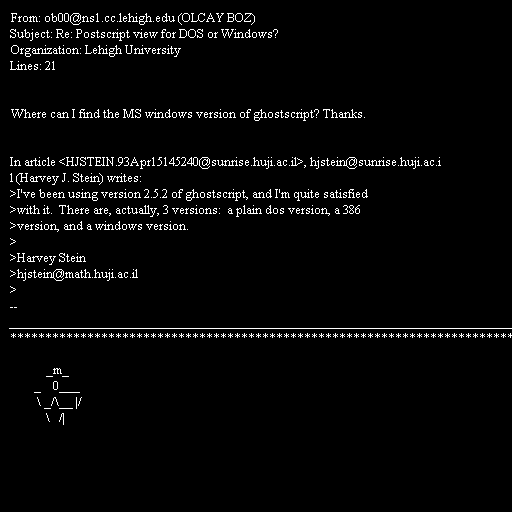 From: ob00@ns1.cc.lehigh.edu (OLCAY BOZ)
Subject: Re: Postscript view for DOS or Windows?
Organization: Lehigh University
Lines: 21
Where can I find the MS windows version of ghostscript? Thanks.
In article <HJSTEIN.93Apr15145240@sunrise.huji.ac.il>, hjstein@sunrise.huji.ac.i
l (Harvey J. Stein) writes:
>I've been using version 2.5.2 of ghostscript, and I'm quite satisfied
>with it.  There are, actually, 3 versions:  a plain dos version, a 386
>version, and a windows version.
>
>Harvey Stein
>hjstein@math.huji.ac.il
>
--
____________________________________________________________________________
****************************************************************************
_m_
_   0___
\ _/\__ |/
\   /|